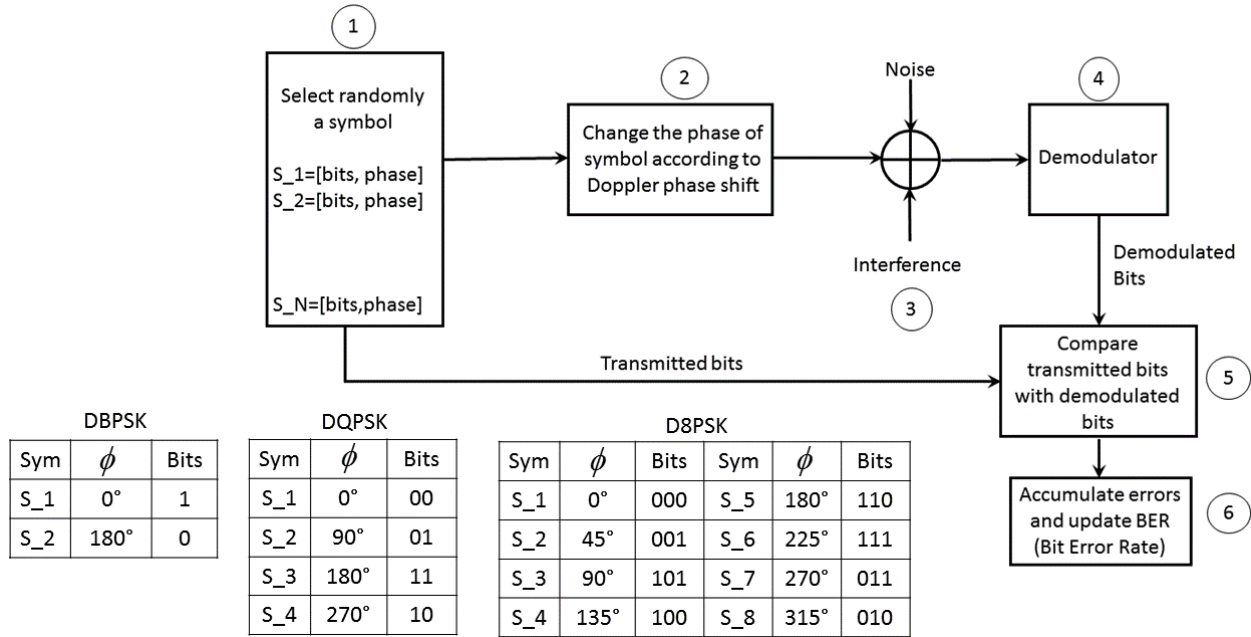 1
Select randomly
a symbol
S_1=[bits, phase]
S_2=[bits, phase]
S_N=[bits,phase]
2
Change the phase of
symbol according to
Doppler phase shift
Noise
Interference
3
4
Demodulator
Demodulated
Bits
Transmitted bits
Compare
transmitted bits
with demodulated
bits
5
Accumulate errors
and update BER
(Bit Error Rate)
6
DBPSK
Sym ϕ Bits
S_1 0° 1
S_2 180° 0
DQPSK
Sym ϕ Bits
S_1 0° 00
S_2 90° 01
S_3 180° 11
S_4 270° 10
D8PSK
Sym ϕ Bits Sym ϕ Bits
S_1 0° 000 S_5 180° 110
S_2 45° 001 S_6 225° 111
S_3 90° 101 S_7 270° 011
S_4 135° 100 S_8 315° 010